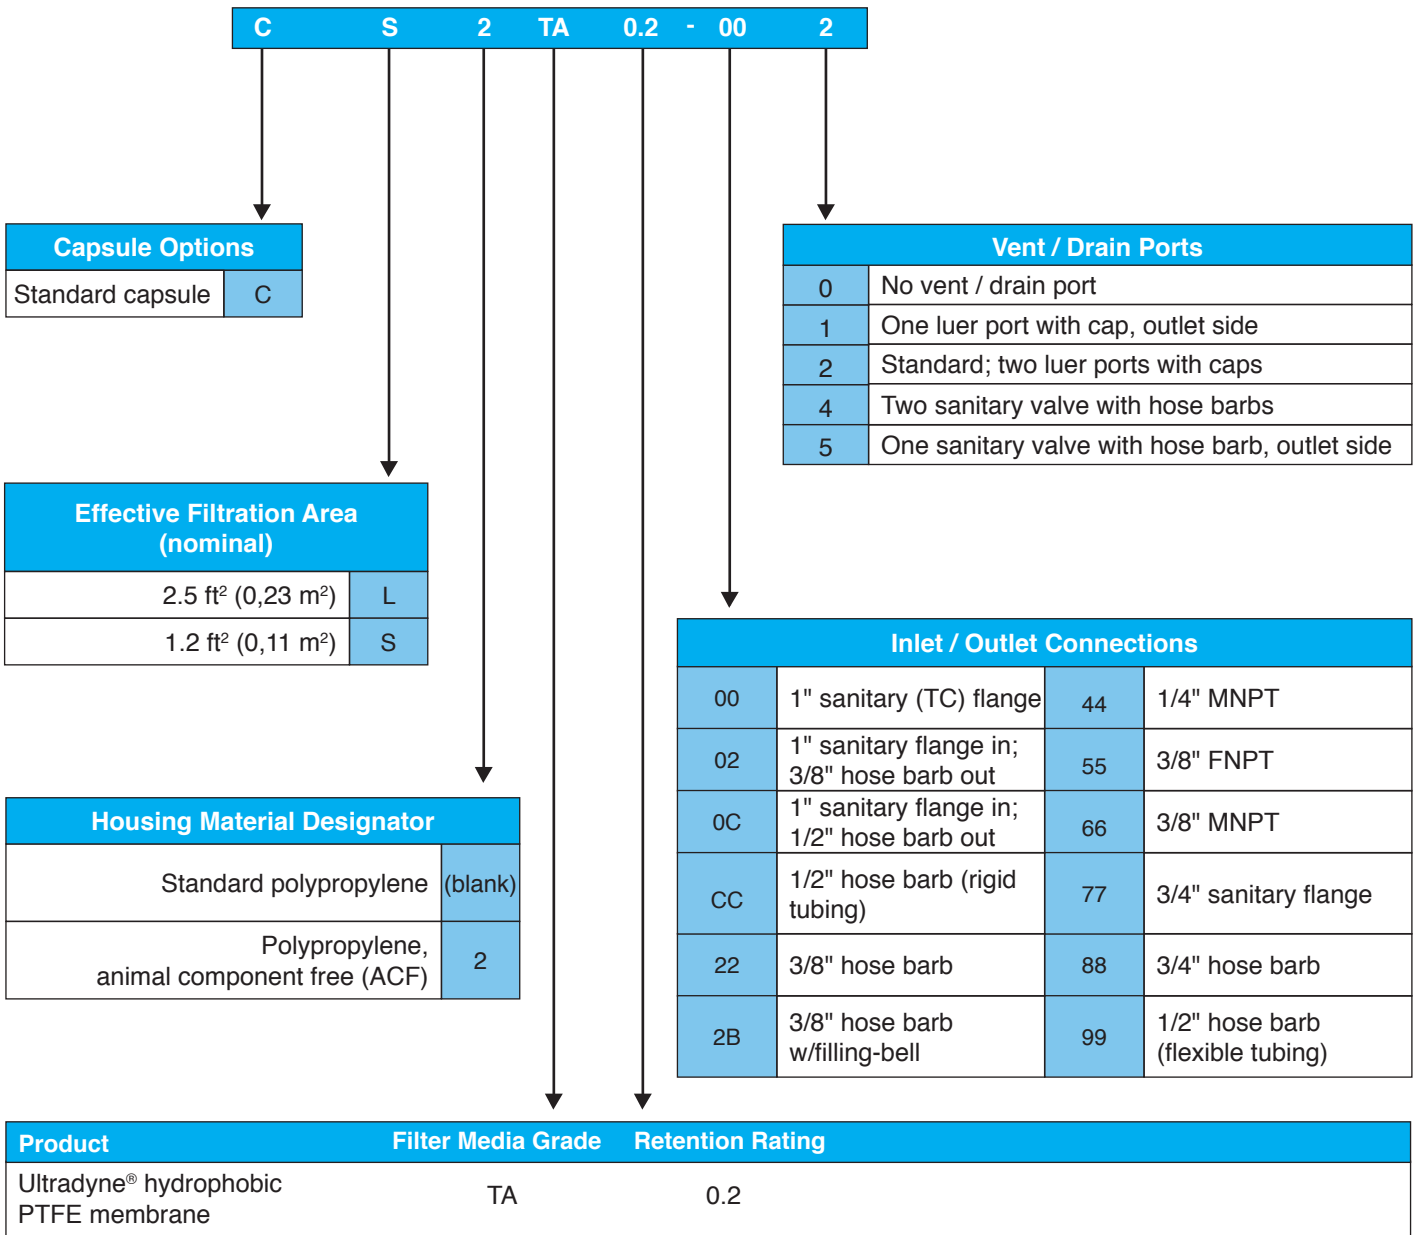 C S 2 TA 0.2 - 00 2
Capsule Options
Standard capsule C
Vent / Drain Ports
0 No vent / drain port
1 One luer port with cap, outlet side
2 Standard; two luer ports with caps
4 Two sanitary valve with hose barbs
5 One sanitary valve with hose barb, outlet side
Effective Filtration Area
(nominal)
2.5 ft² (0,23 m²) L
1.2 ft² (0,11 m²) S
Inlet / Outlet Connections
00 1" sanitary (TC) flange 44 1/4" MNPT
02 1" sanitary flange in;
3/8" hose barb out 55 3/8" FNPT
0C 1" sanitary flange in;
1/2" hose barb out 66 3/8" MNPT
CC 1/2" hose barb (rigid
tubing) 77 3/4" sanitary flange
22 3/8" hose barb 88 3/4" hose barb
2B 3/8" hose barb
w/filling-bell 99 1/2" hose barb
(flexible tubing)
Housing Material Designator
Standard polypropylene (blank)
Polypropylene,
animal component free (ACF) 2
Product Filter Media Grade Retention Rating
Ultradyne® hydrophobic
PTFE membrane TA 0.2